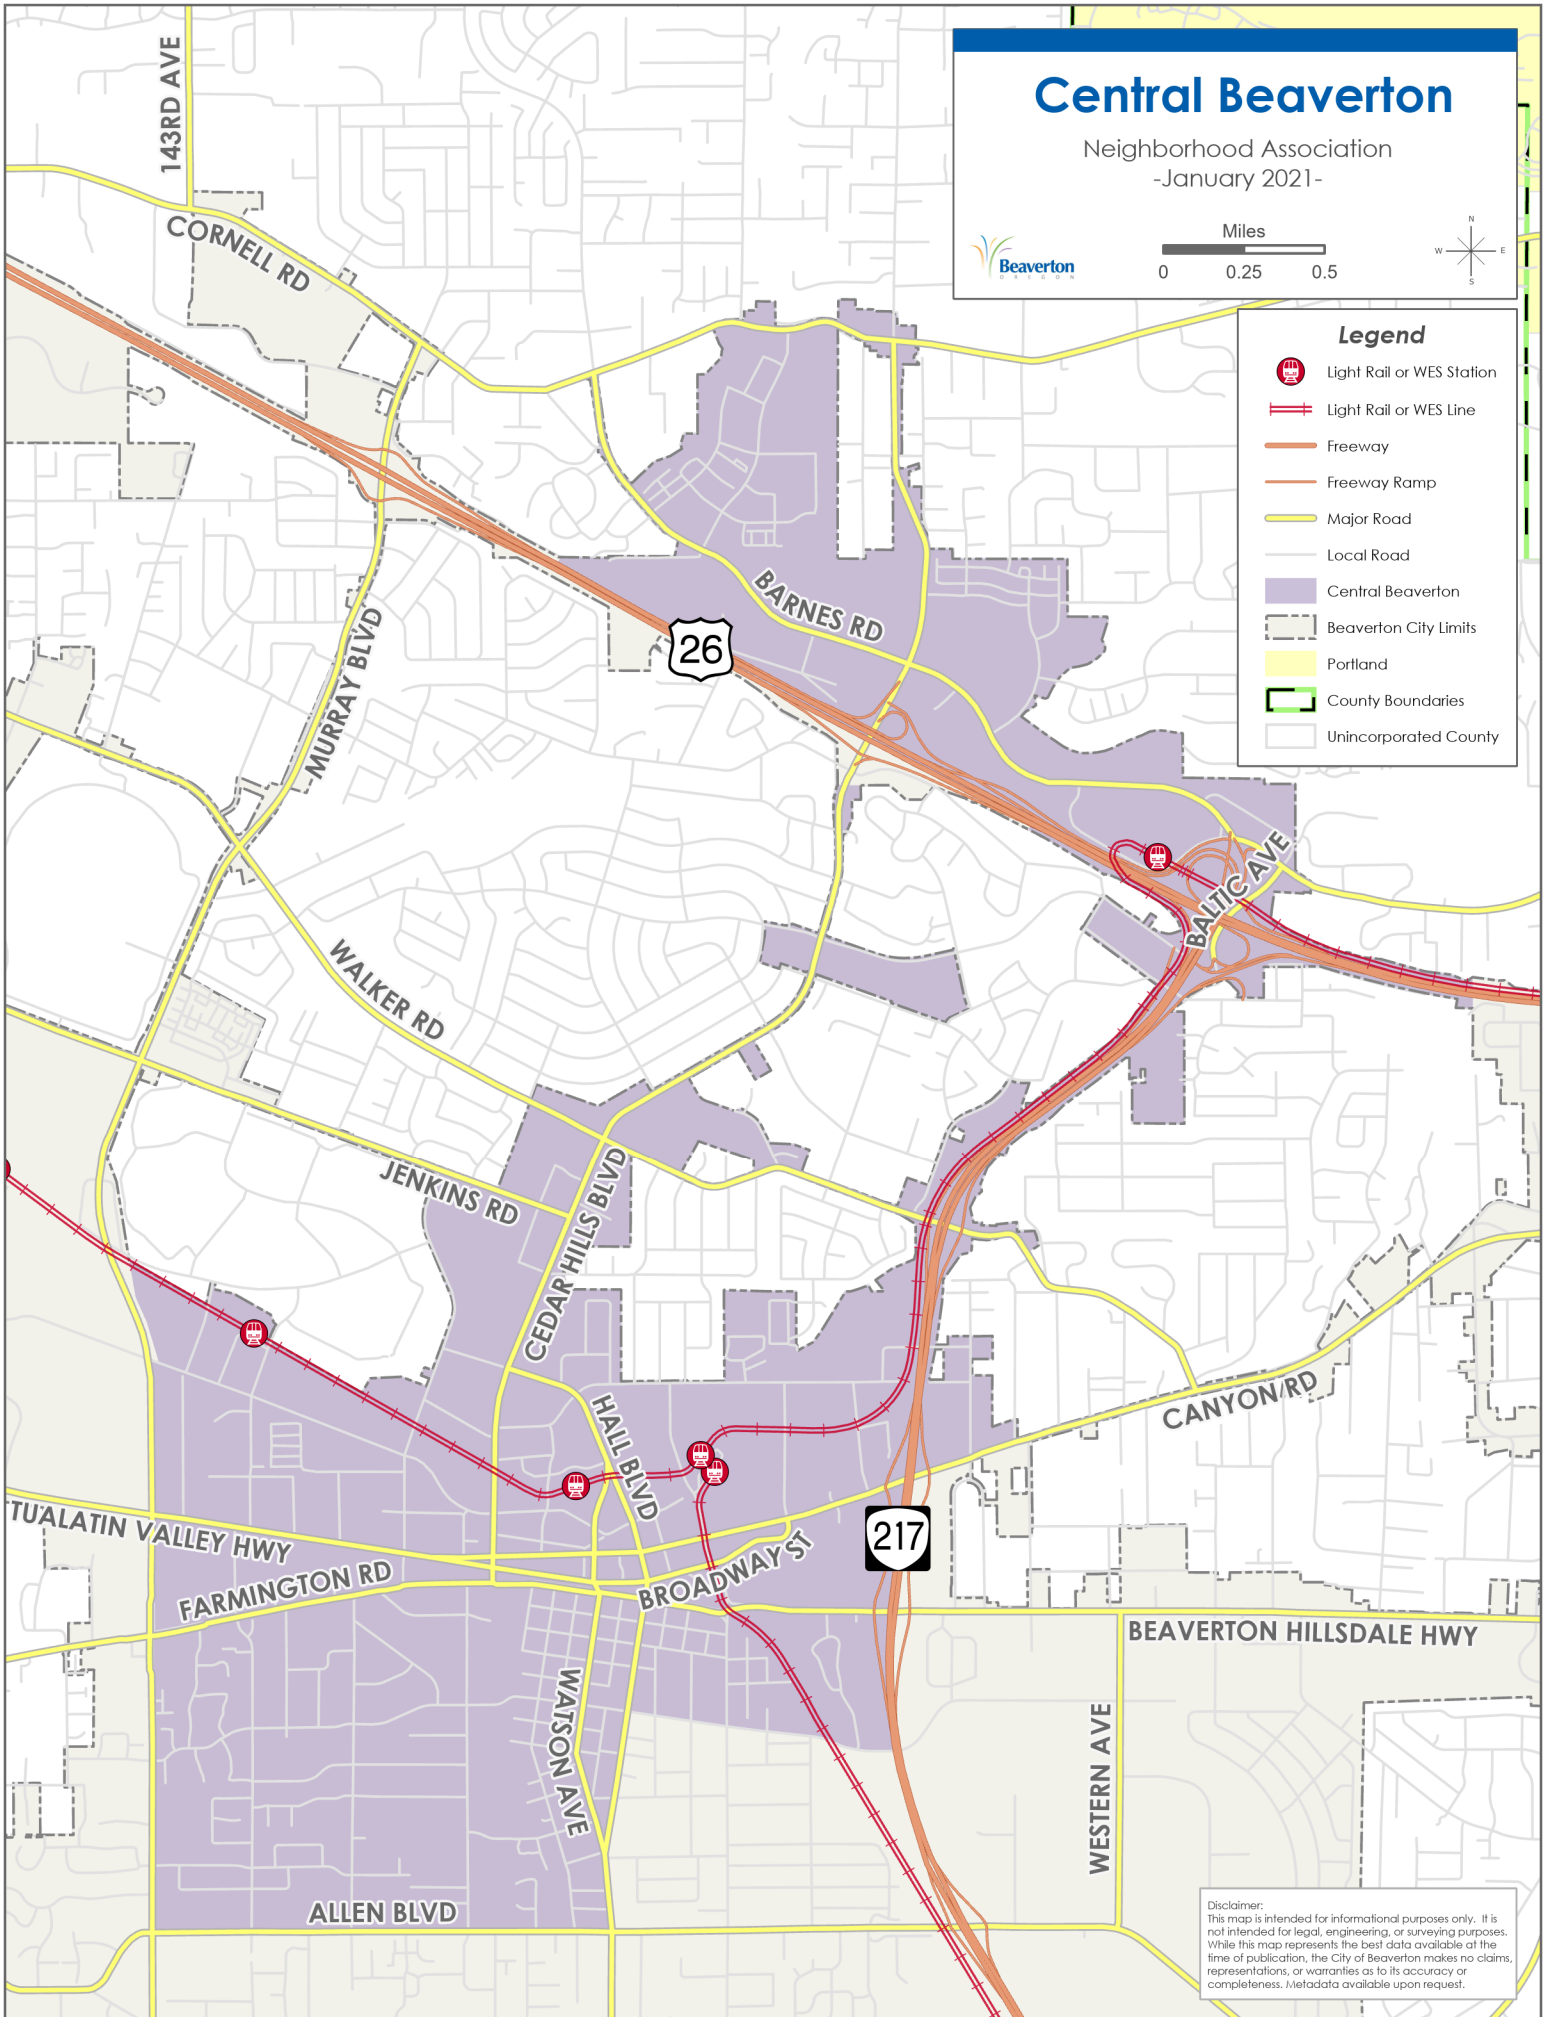 Central Beaverton
Neighborhood Association
-January 2021-
Miles
0 0.25 0.5
N
W E
S
Beaverton
OREGON
Legend
Light Rail or WES Station
Light Rail or WES Line
Freeway
Freeway Ramp
Major Road
Local Road
Central Beaverton
Beaverton City Limits
Portland
County Boundaries
Unincorporated County
143RD AVE
CORNELL RD
BARNES RD
26
MURRAY BLVD
BALTIC AVE
WALKER RD
JENKINS RD
CEDAR HILLS BLVD
HALL BLVD
CANYON RD
TUALATIN VALLEY HWY
217
FARMINGTON RD
BROADWAY ST
BEAVERTON HILLSDALE HWY
WATSON AVE
WESTERN AVE
ALLEN BLVD
Disclaimer:
This map is intended for informational purposes only. It is
not intended for legal, engineering, or surveying purposes.
While this map represents the best data available at the
time of publication, the City of Beaverton makes no claims,
representations, or warranties as to its accuracy or
completeness. Metadata available upon request.